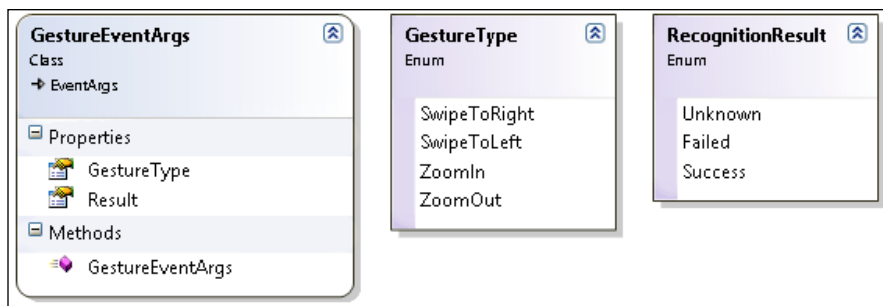 GestureEventArgs
Class
EventArgs
Properties
GestureType
Result
Methods
GestureEventArgs
GestureType
Enum
SwipeToRight
SwipeToLeft
ZoomIn
ZoomOut
RecognitionResult
Enum
Unknown
Failed
Success